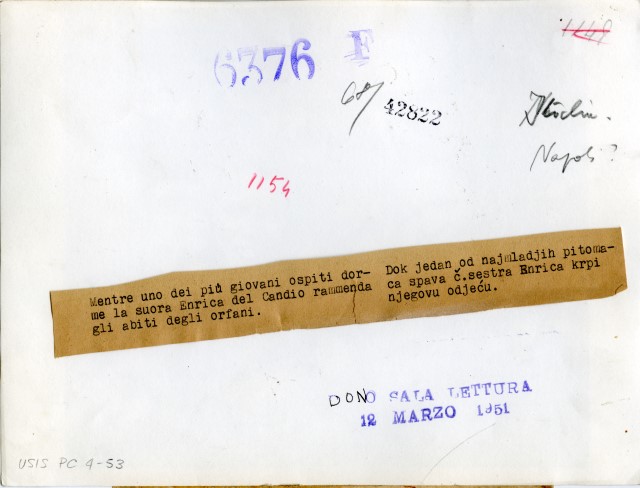 1148
6376 F
68/
42822
Napoli?
1154
Mentre uno dei più giovani ospiti dor-
me la suora Enrica del Candio rammenda
gli abiti degli orfani.
Dok jedan od najmladjih pitoma-
ca spava č.sestra Enrica krpi
njegovu odjeću.
DONO SALA LETTURA
12 MARZO 1951
USIS PC 4-53